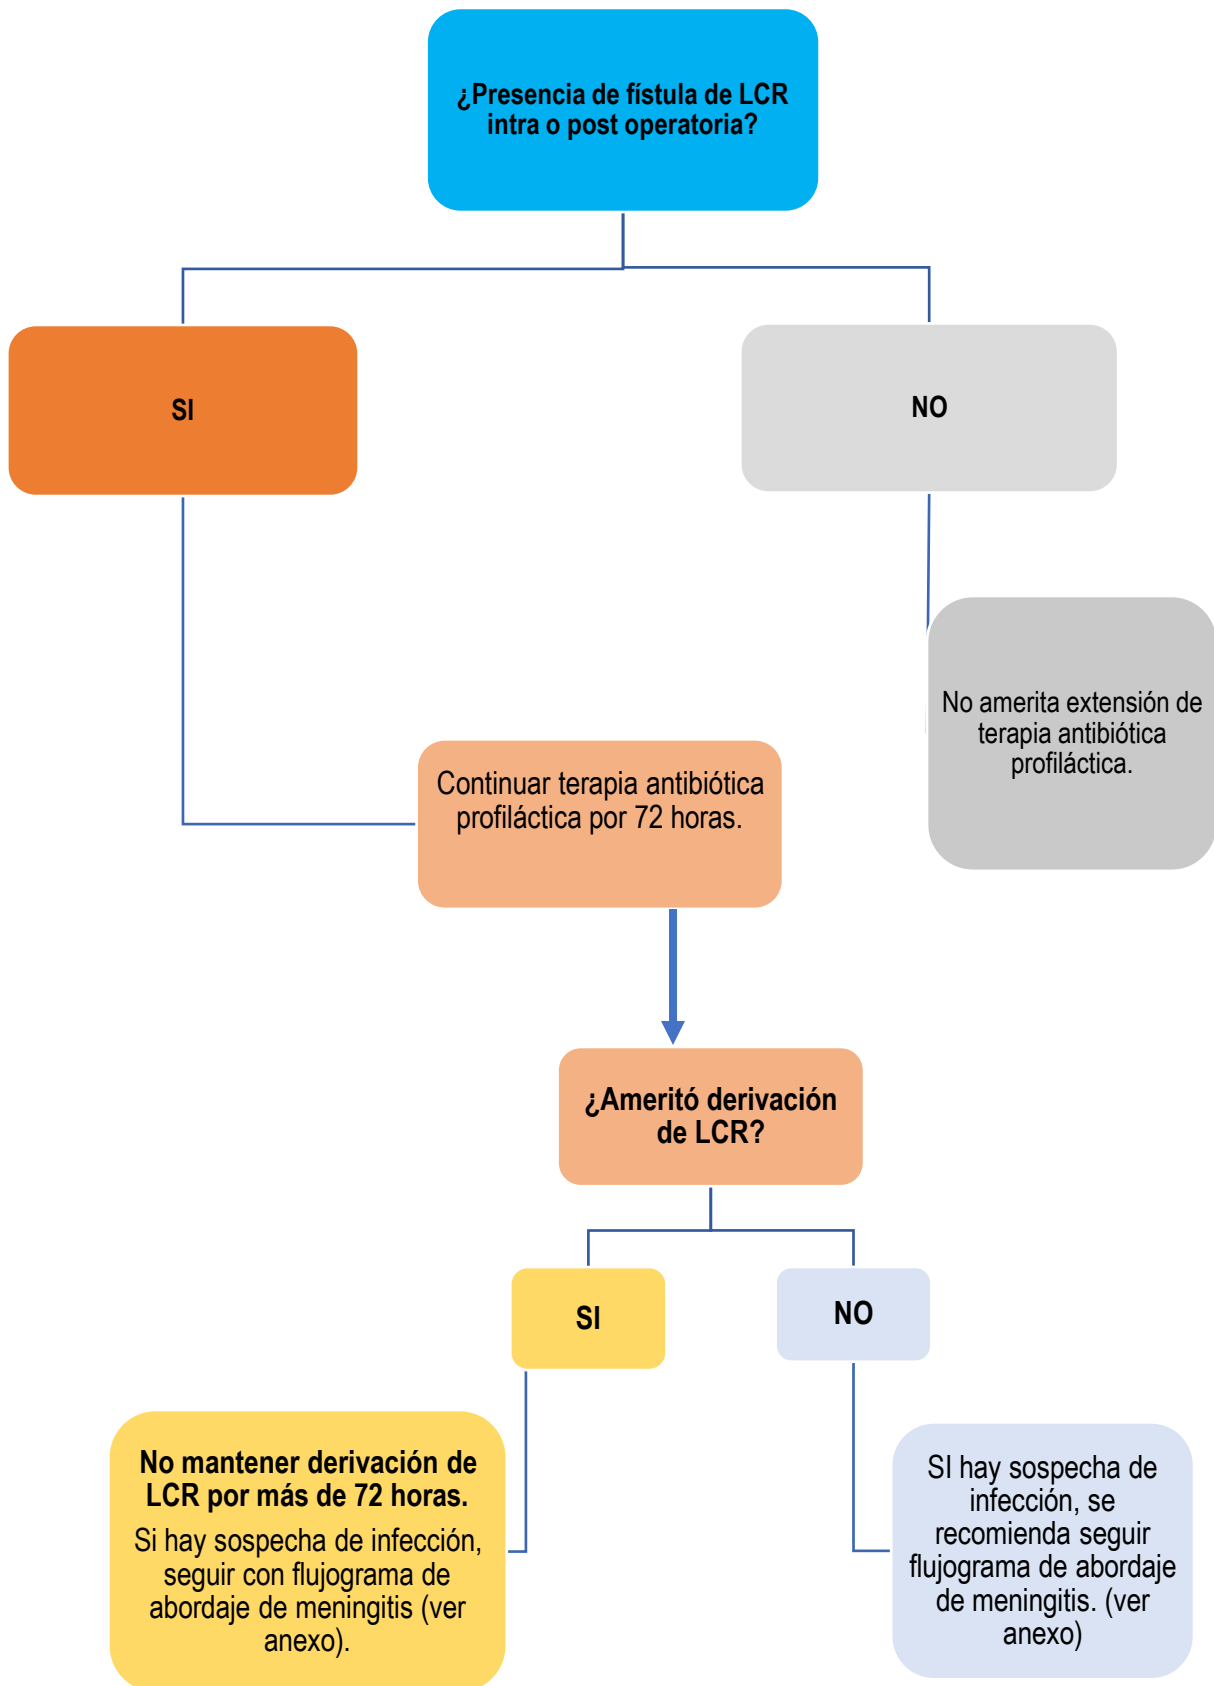 ¿Presencia de fístula de LCR
intra o post operatoria?
SI
NO
No amerita extensión de
terapia antibiótica
profiláctica.
Continuar terapia antibiótica
profiláctica por 72 horas.
¿Ameritó derivación
de LCR?
SI
NO
No mantener derivación de
LCR por más de 72 horas.
Si hay sospecha de infección,
seguir con flujograma de
abordaje de meningitis (ver
anexo).
SI hay sospecha de
infección, se
recomienda seguir
flujograma de abordaje
de meningitis. (ver
anexo)